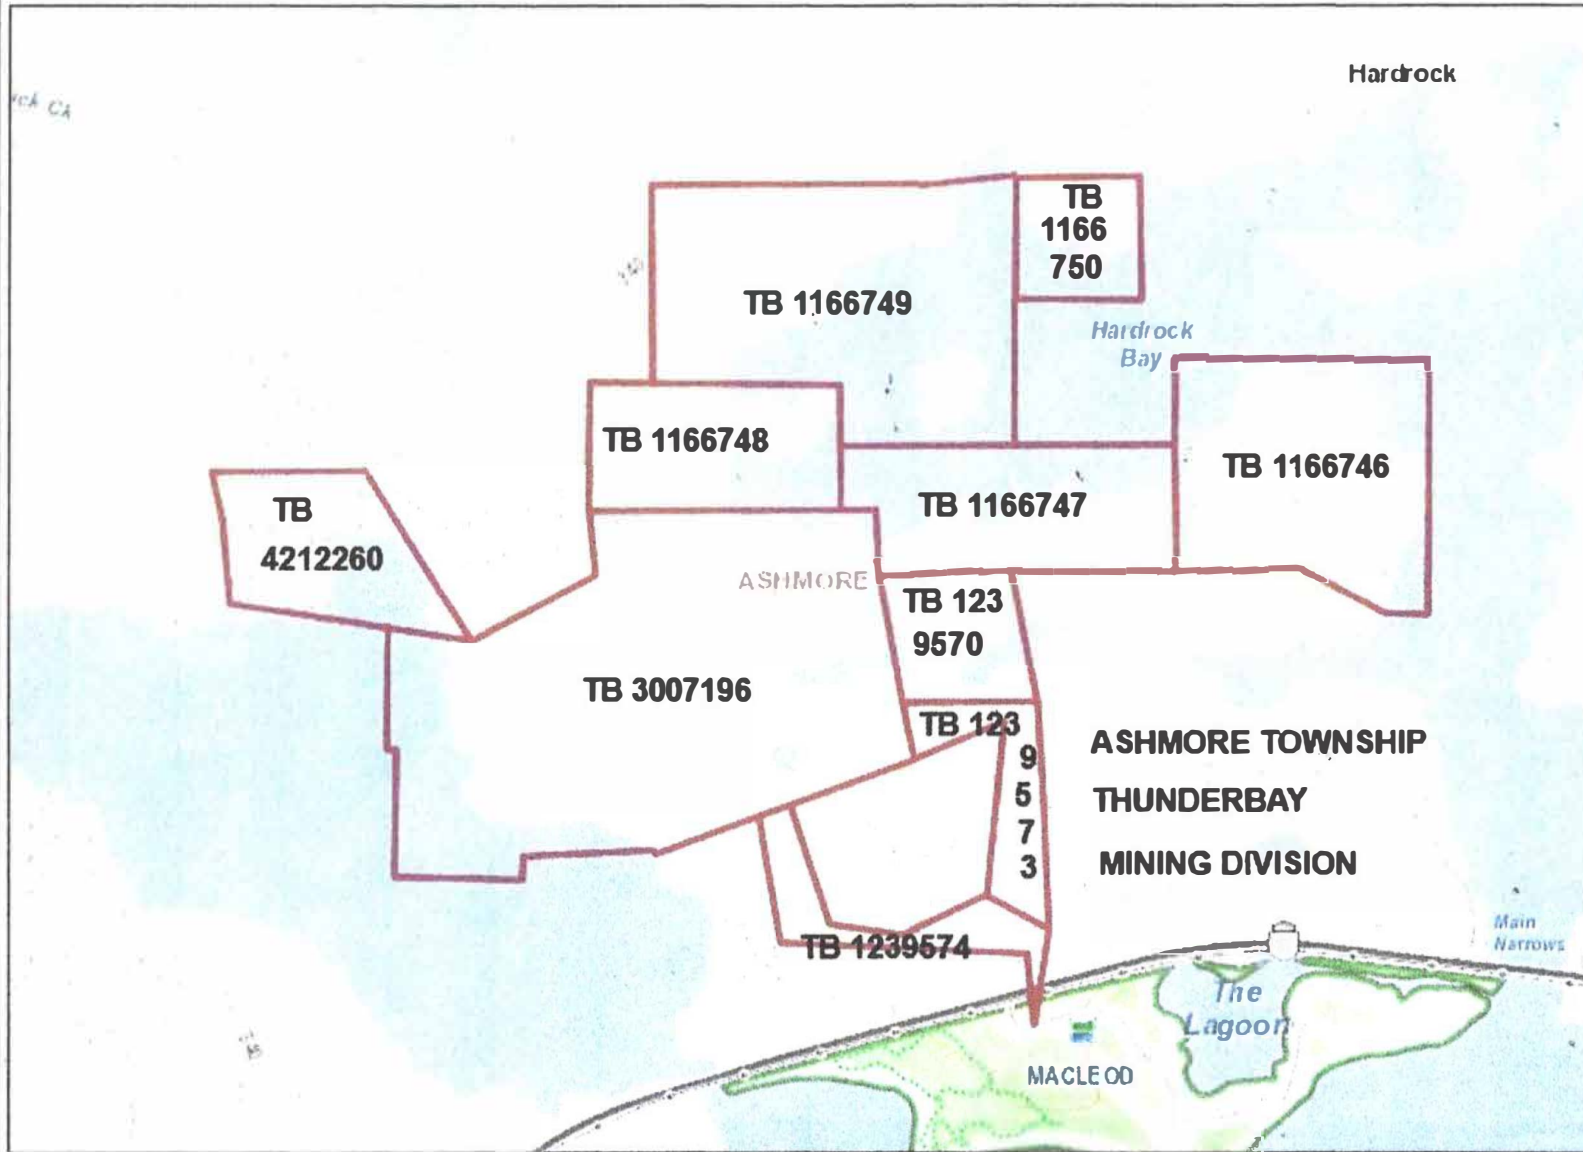 Hardrock
TB
1166
750
TB 1166749
Hardrock
Bay
TB 1166748
TB 1166746
TB 1166747
TB
4212260
ASHMORE
TB 123
9570
TB 3007196
TB 123
9
5
7
3
ASHMORE TOWNSHIP
THUNDERBAY
MINING DIVISION
TB 1239574
Main
Narrows
The
Lagoon
MACLEOD